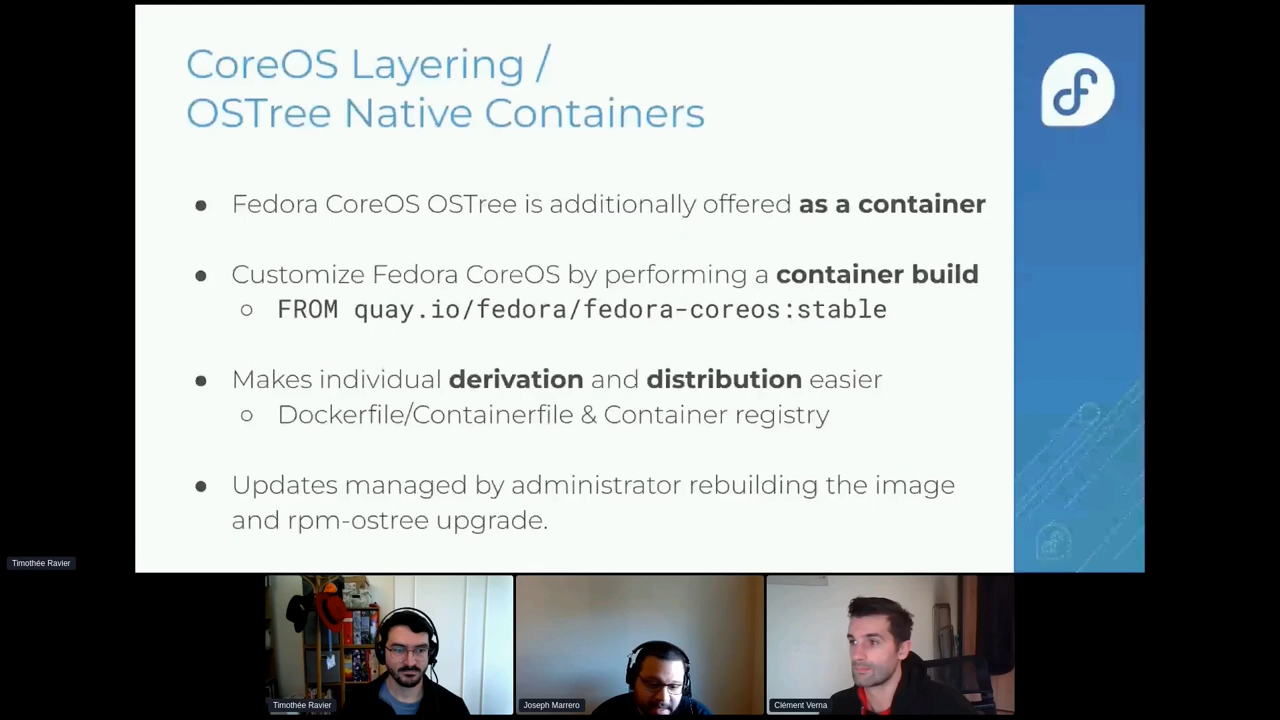 CoreOS Layering /
OSTree Native Containers
● Fedora CoreOS OSTree is additionally offered as a container
● Customize Fedora CoreOS by performing a container build
○ FROM quay.io/fedora/fedora-coreos:stable
● Makes individual derivation and distribution easier
○ Dockerfile/Containerfile & Container registry
● Updates managed by administrator rebuilding the image
and rpm-ostree upgrade.
Timothée Ravier
Timothée Ravier
Joseph Marrero
Clément Verna